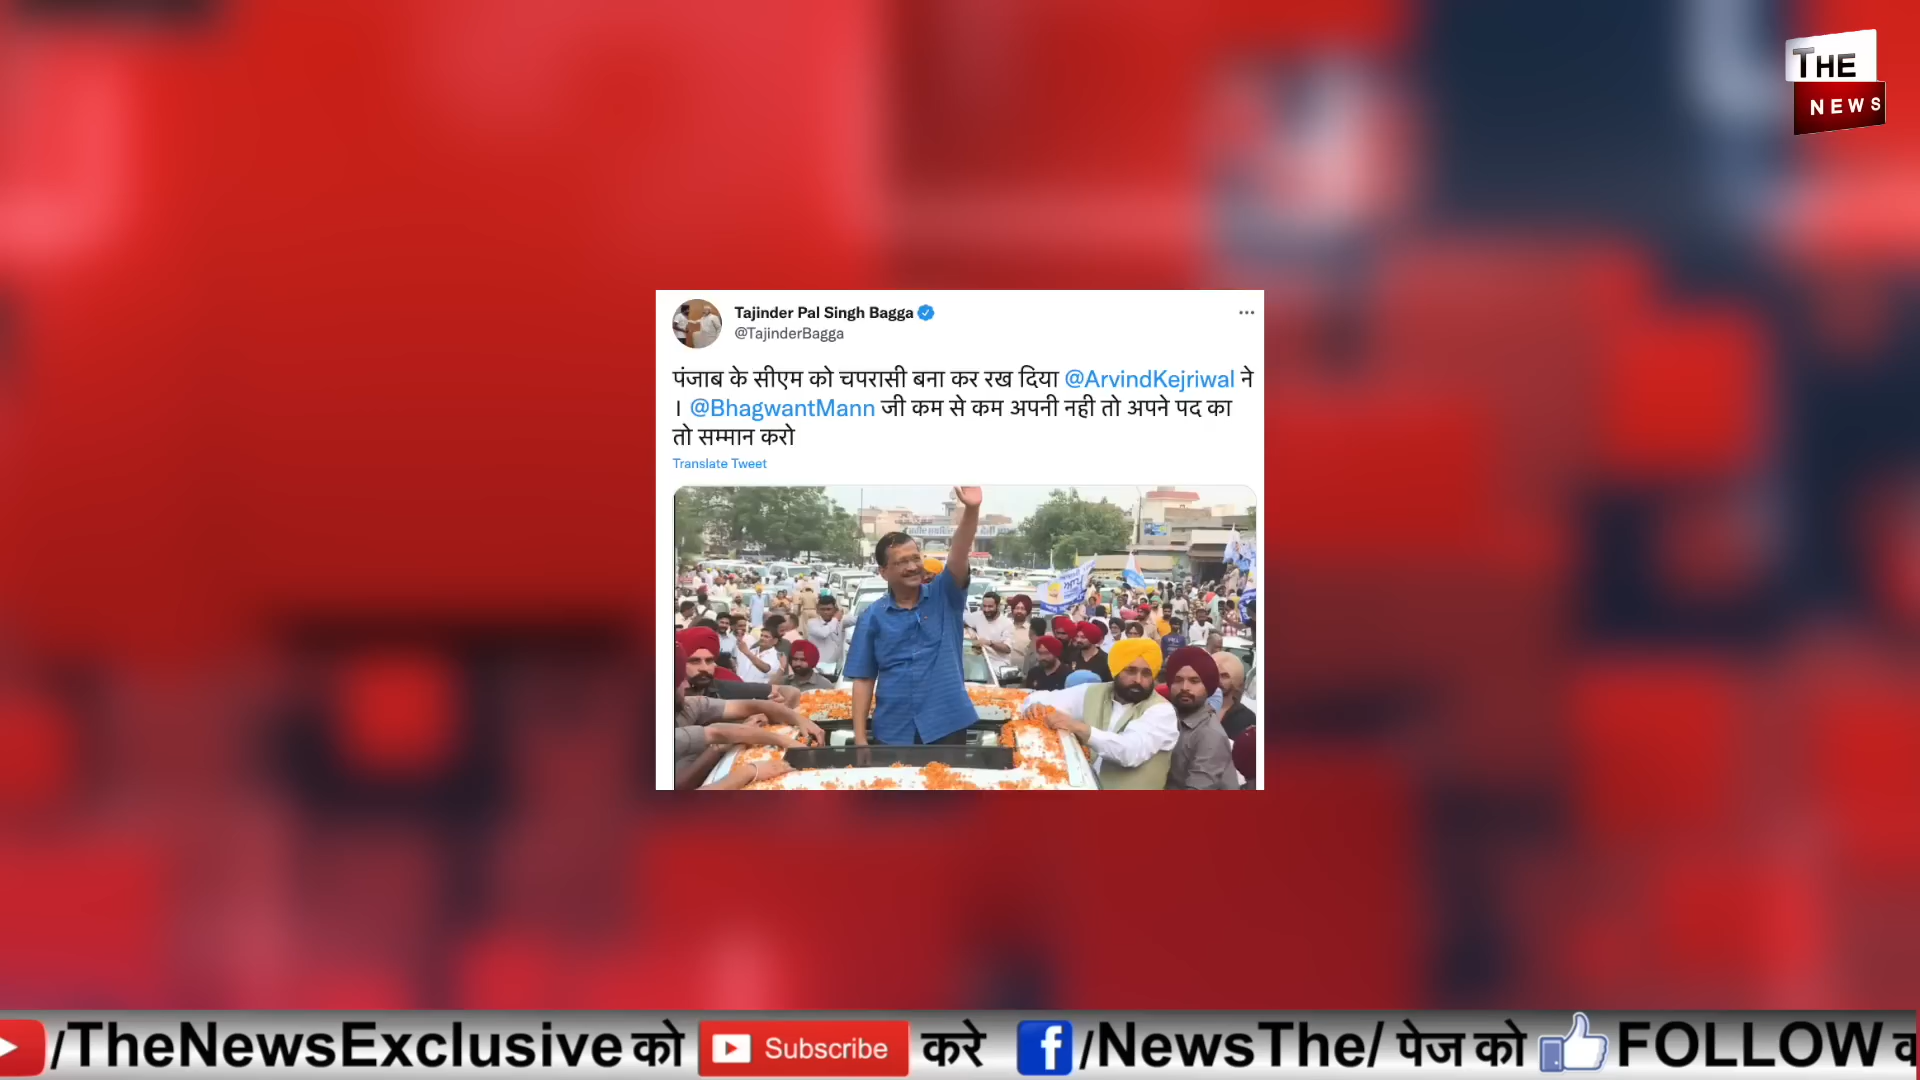 THE
NEWS
Tajinder Pal Singh Bagga
@TajinderBagga
पंजाब के सीएम को चपरासी बना कर रख दिया @ArvindKejriwal ने
। @BhagwantMann जी कम से कम अपनी नही तो अपने पद का
तो सम्मान करो
Translate Tweet
/TheNewsExclusive को Subscribe करे /NewsThe/ पेज को FOLLOW